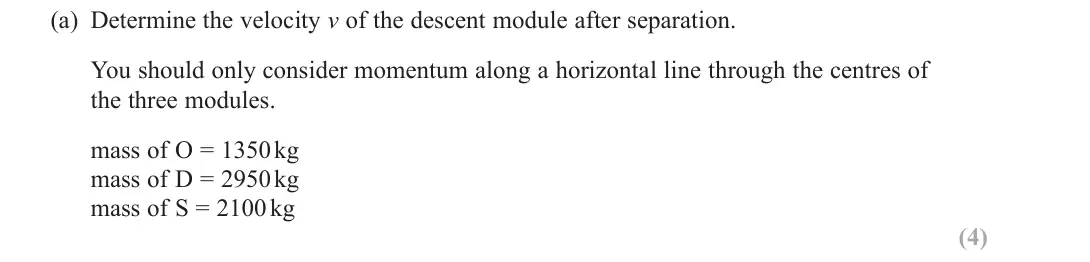 (a) Determine the velocity v of the descent module after separation.
You should only consider momentum along a horizontal line through the centres of
the three modules.
mass of O = 1350 kg
mass of D = 2950 kg
mass of S = 2100 kg
(4)